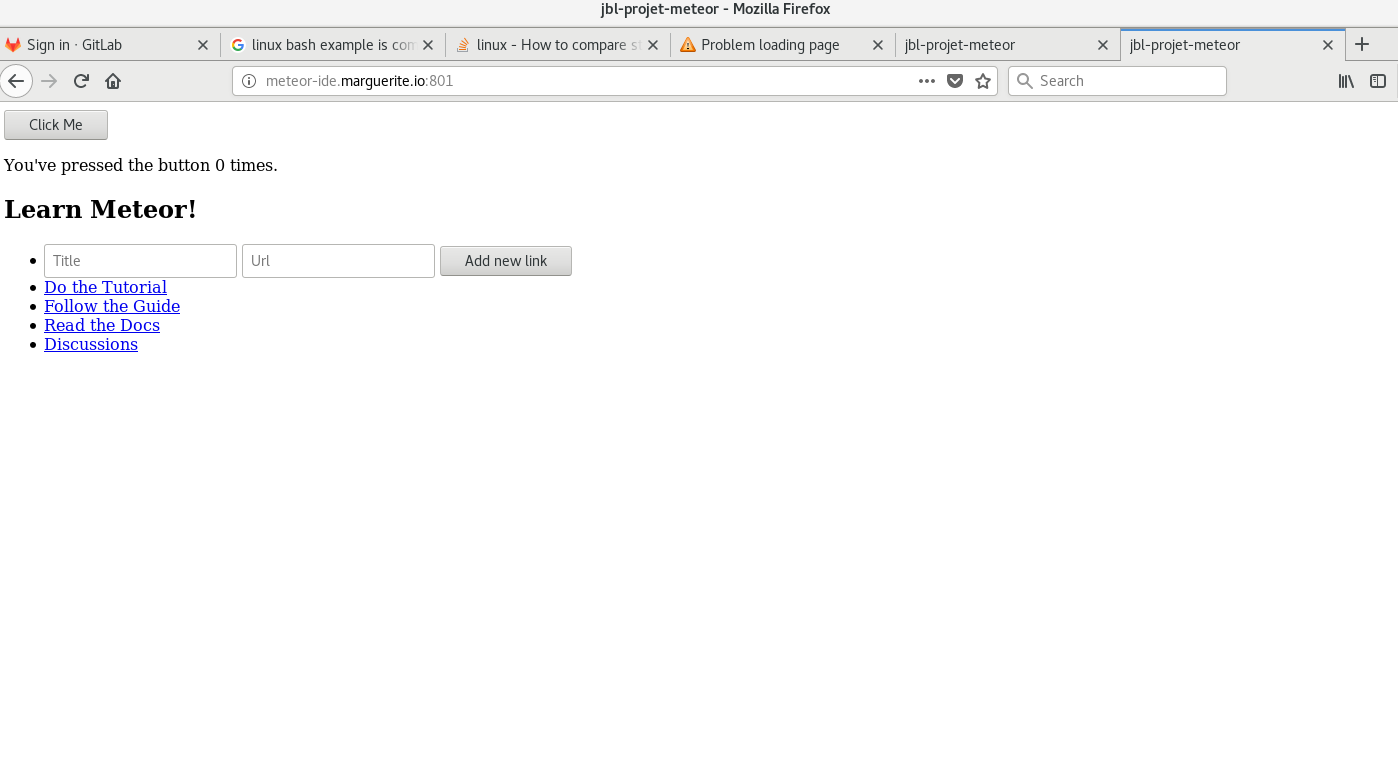 jbl-projet-meteor - Mozilla Firefox
Sign in · GitLab
linux bash example is com
linux - How to compare st
Problem loading page
jbl-projet-meteor
jbl-projet-meteor
meteor-ide.marguerite.io:801
Search
Click Me
You've pressed the button 0 times.
Learn Meteor!
Title Url Add new link
Do the Tutorial
Follow the Guide
Read the Docs
Discussions